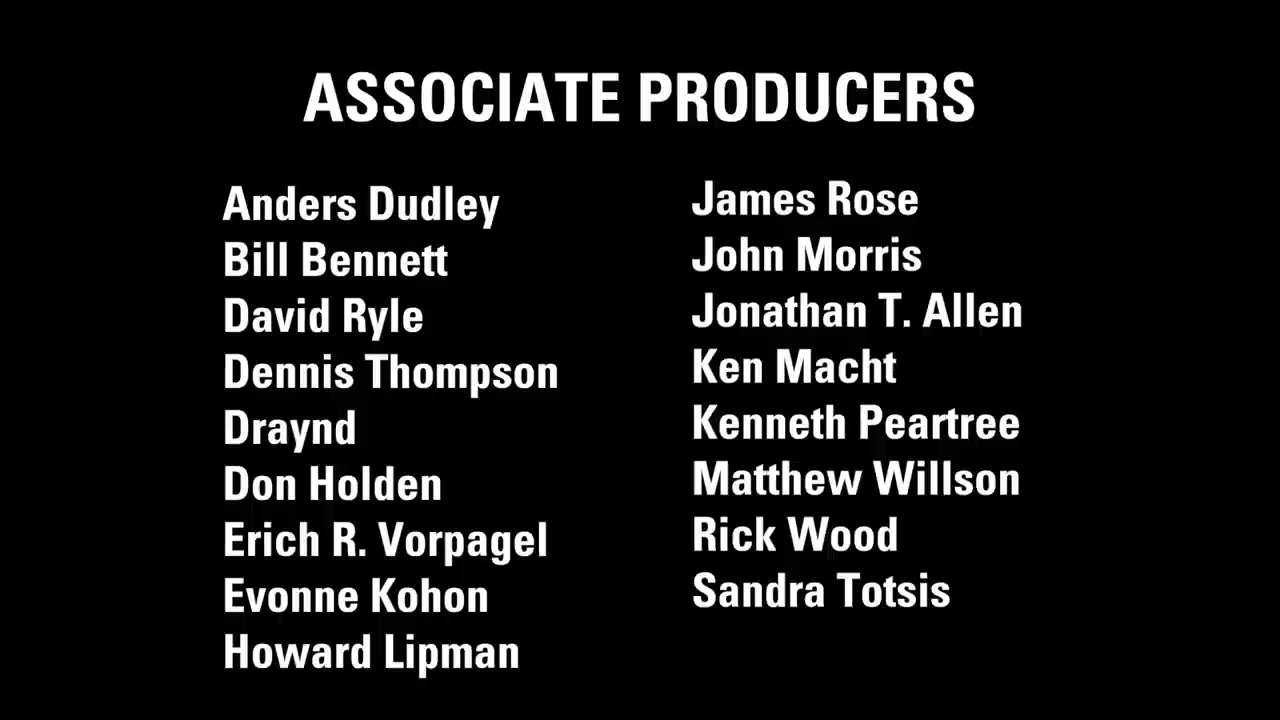 ASSOCIATE PRODUCERS
Anders Dudley
Bill Bennett
David Ryle
Dennis Thompson
Draynd
Don Holden
Erich R. Vorpagel
Evonne Kohon
Howard Lipman
James Rose
John Morris
Jonathan T. Allen
Ken Macht
Kenneth Peartree
Matthew Willson
Rick Wood
Sandra Totsis